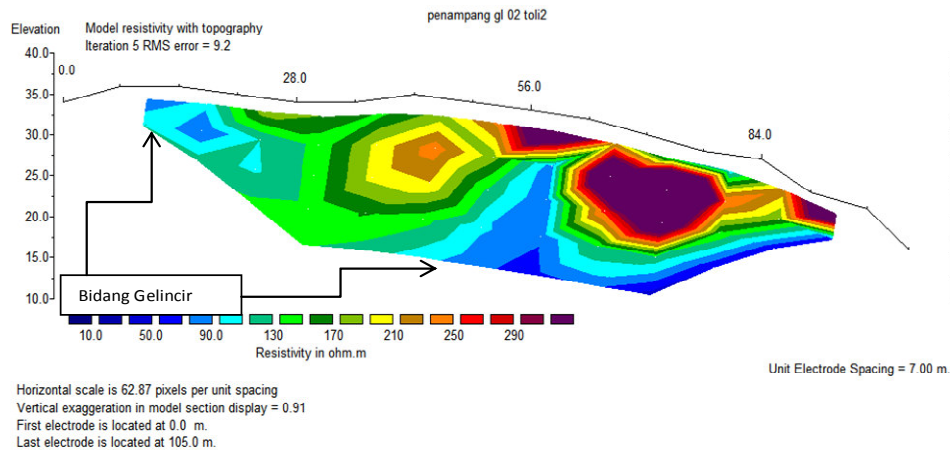 penampang gl 02 toli2
Elevation
Model resistivity with topography
Iteration 5 RMS error = 9.2
40.0
0.0
28.0
35.0
56.0
84.0
30.0
25.0
20.0
15.0
10.0
Bidang Gelincir
10.0 50.0 90.0 130 170 210 250 290
Resistivity in ohm.m
Unit Electrode Spacing = 7.00 m.
Horizontal scale is 62.87 pixels per unit spacing
Vertical exaggeration in model section display = 0.91
First electrode is located at 0.0 m.
Last electrode is located at 105.0 m.